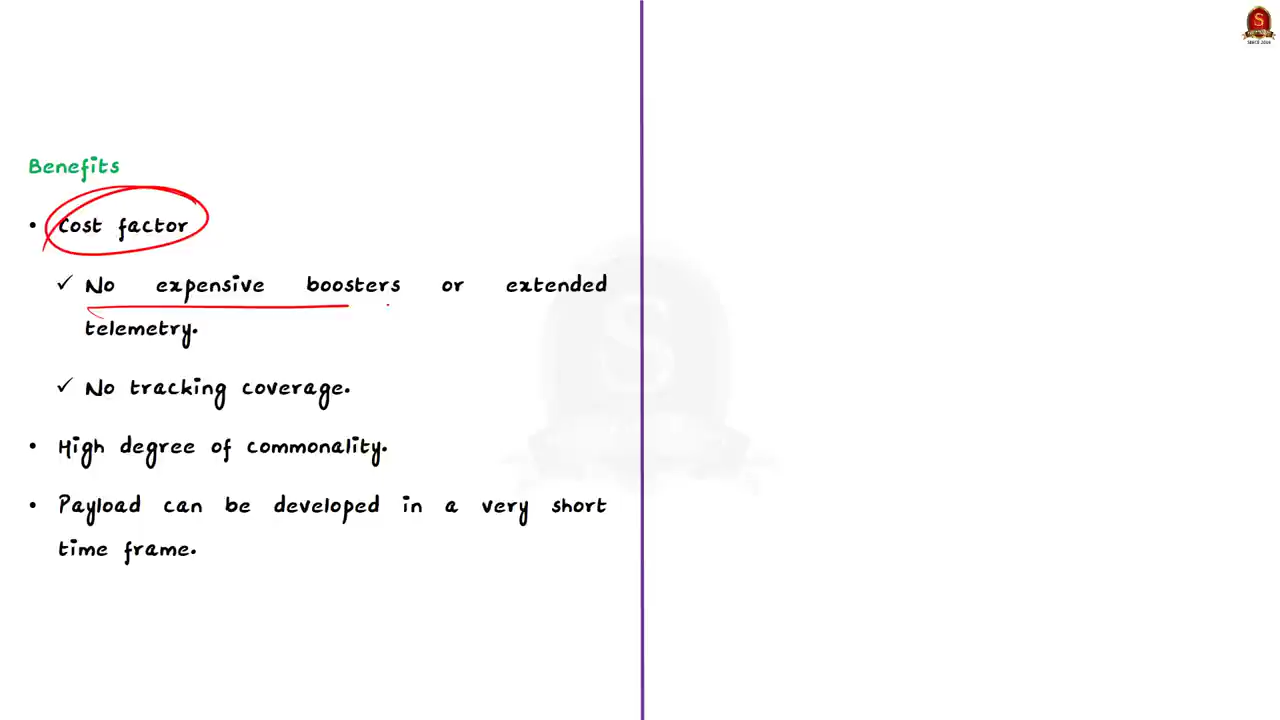 Benefits
• Cost factor
✓ No expensive boosters or extended
telemetry.
✓ No tracking coverage.
• High degree of commonality.
• Payload can be developed in a very short
time frame.